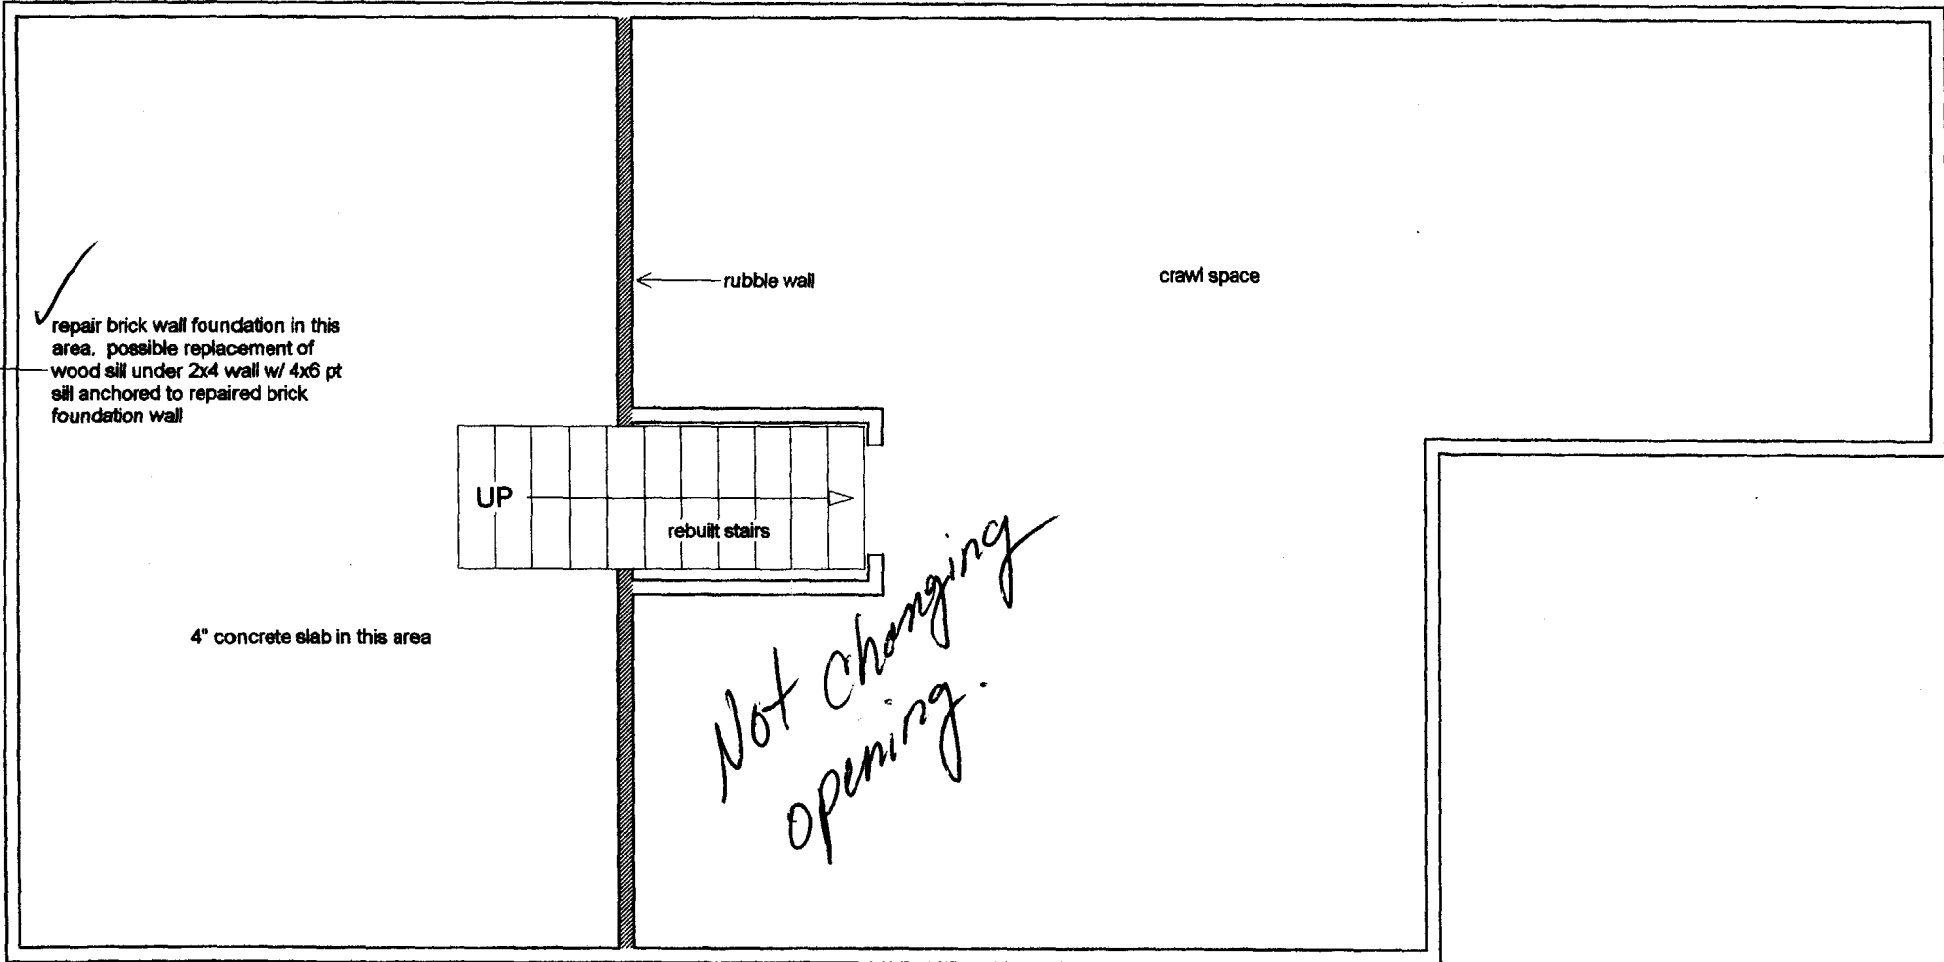 rubble wall
crawl space
repair brick wall foundation in this
area. possible replacement of
wood sill under 2x4 wall w/ 4x6 pt
sill anchored to repaired brick
foundation wall
UP
rebuilt stairs
4" concrete slab in this area
Not changing
opening.